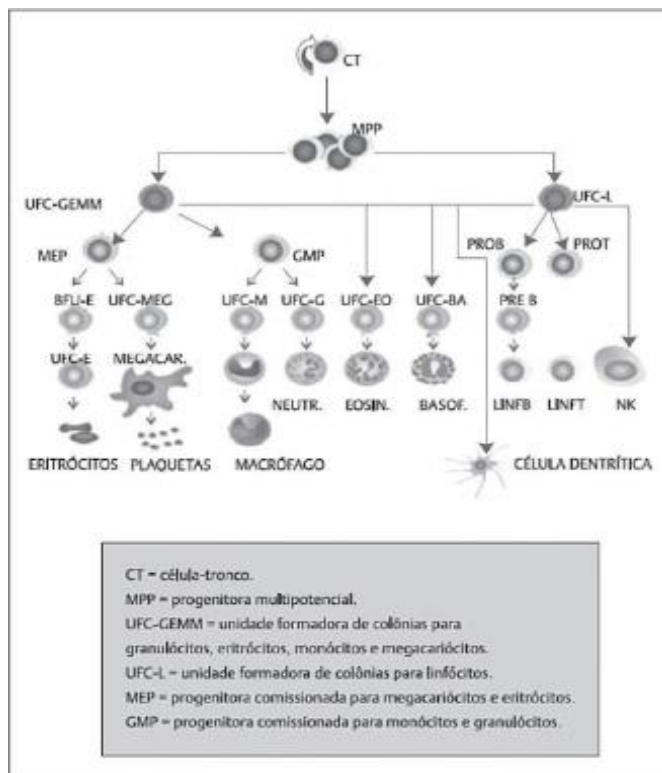 CT
MPP
UFC-GEMM
UFC-L
MEP
GMP
PROB
PROT
BFU-E UFC-MEG UFC-M UFC-G UFC-EO UFC-BA PRE B
UFC-E MEGACAR.
NEUTR. EOSIN. BASOF. LINFB LINFT NK
ERITRÓCITOS PLAQUETAS MACRÓFAGO CÉLULA DENTRÍTICA
CT = célula-tronco.
MPP = progenitora multipotencial.
UFC-GEMM = unidade formadora de colônias para
granulócitos, eritrócitos, monócitos e megacariócitos.
UFC-L = unidade formadora de colônias para linfócitos.
MEP = progenitora comissionada para megacariócitos e eritrócitos.
GMP = progenitora comissionada para monócitos e granulócitos.